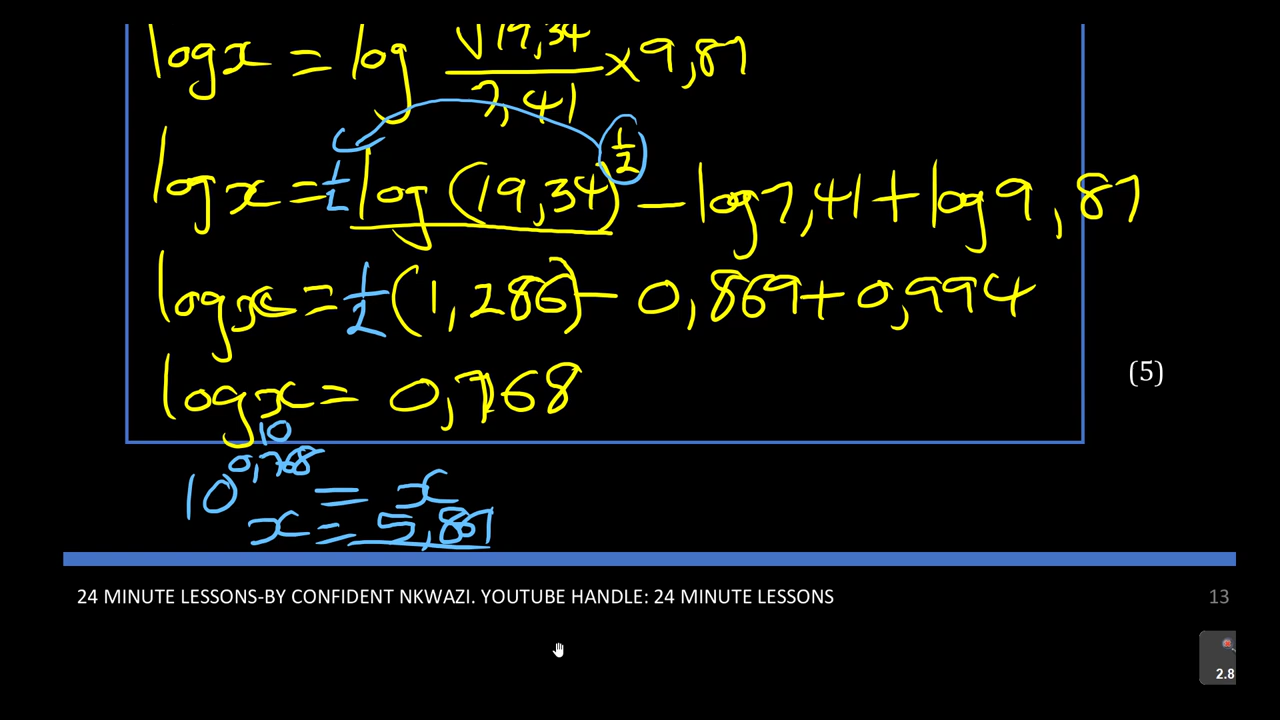 log x = log √19,34 / 7,41 × 9,87
log x = 1/2 log (19,34)^1/2 − log 7,41 + log 9,87
log x = 1/2 (1,286) − 0,869 + 0,994
(5)
log x = 0,768
10
10^0,768 = x
x = 5,861
24 MINUTE LESSONS-BY CONFIDENT NKWAZI. YOUTUBE HANDLE: 24 MINUTE LESSONS 13
2.8